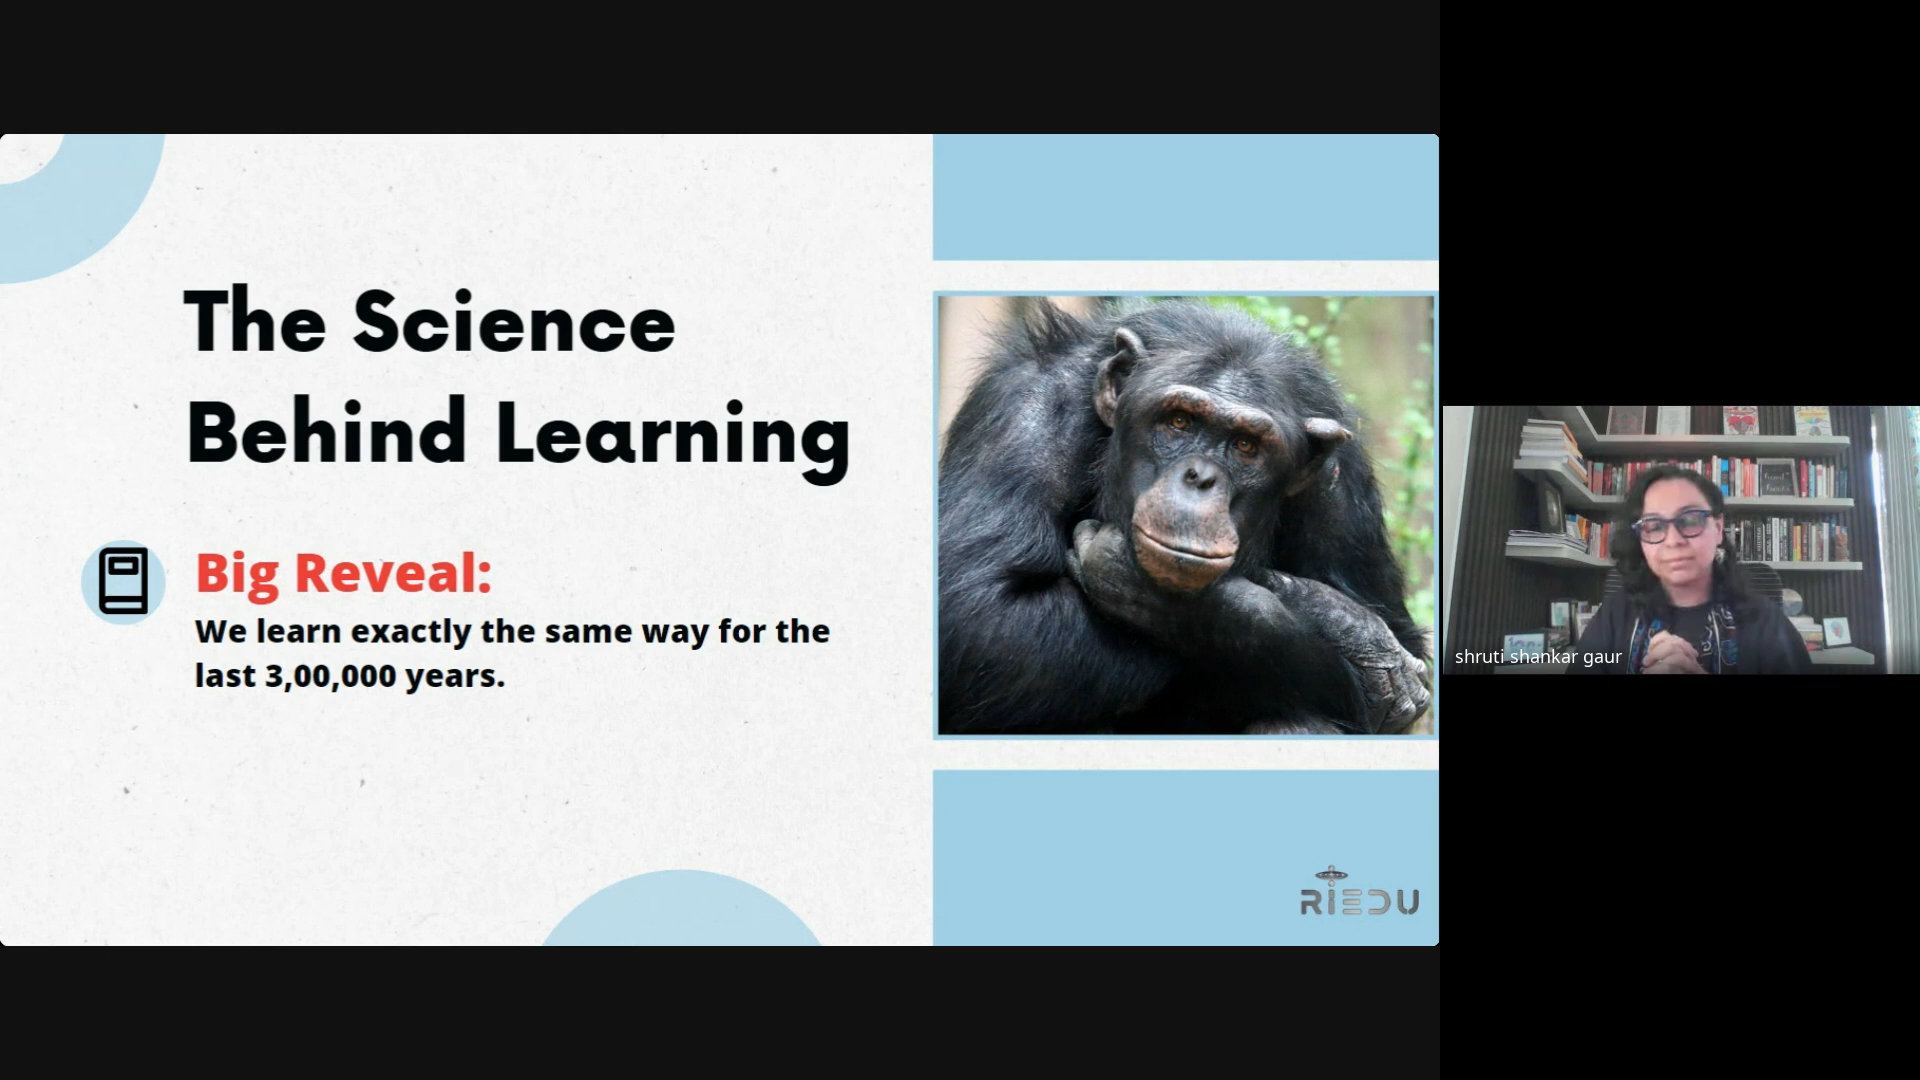 The Science
Behind Learning
Big Reveal:
We learn exactly the same way for the
last 3,00,000 years.
RIEDU
shruti shankar gaur